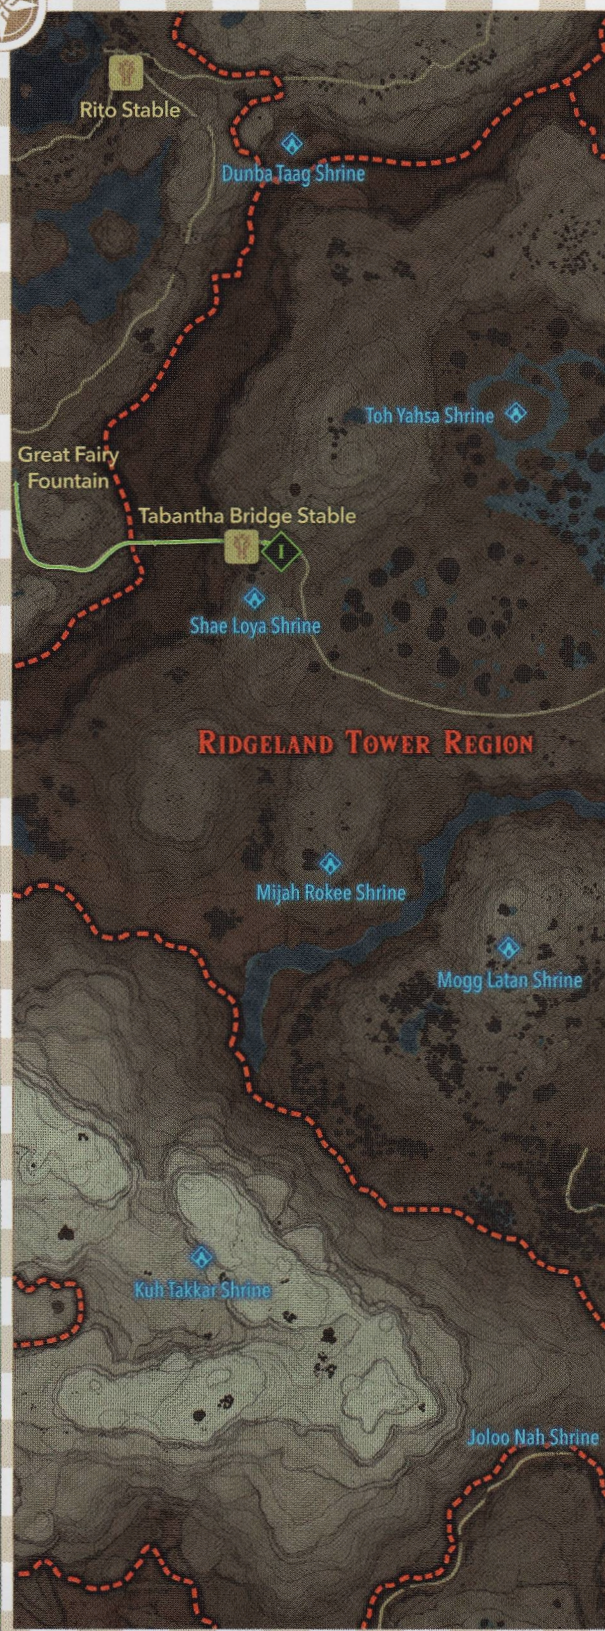 Rito Stable
Dunba Taag Shrine
Toh Yahsa Shrine
Great Fairy
Fountain
Tabantha Bridge Stable
I
Shae Loya Shrine
RIDGELAND TOWER REGION
Mijah Rokee Shrine
Mogg Latan Shrine
Kuh Takkar Shrine
Joloo Nah Shrine